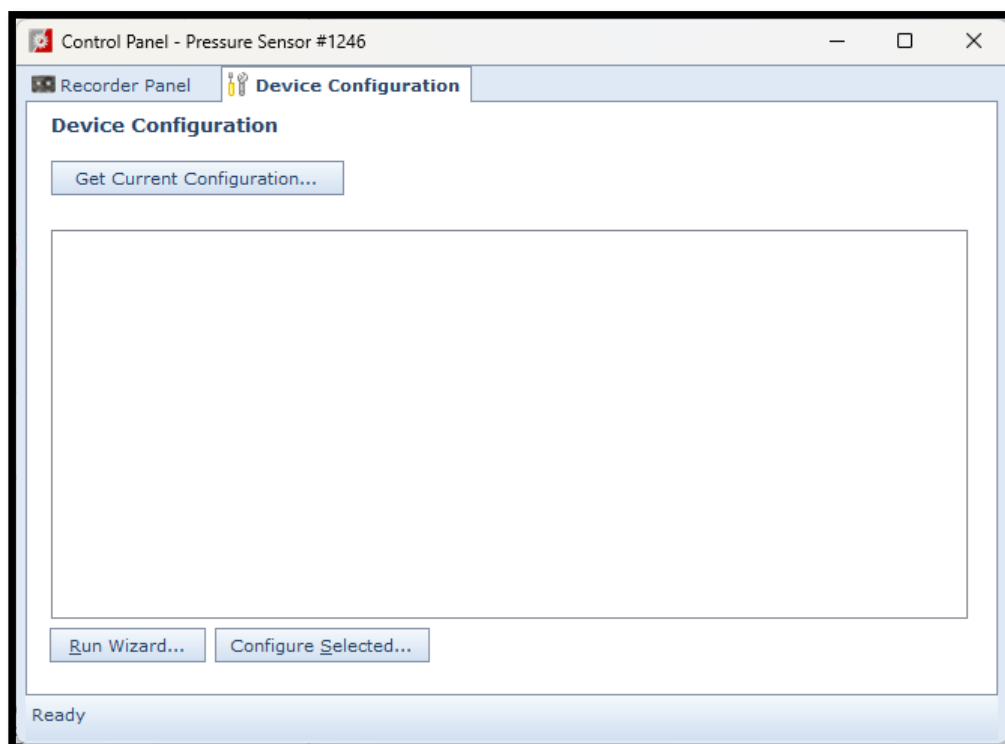 Control Panel - Pressure Sensor #1246
Recorder Panel Device Configuration
Device Configuration
Get Current Configuration...
Run Wizard... Configure Selected...
Ready